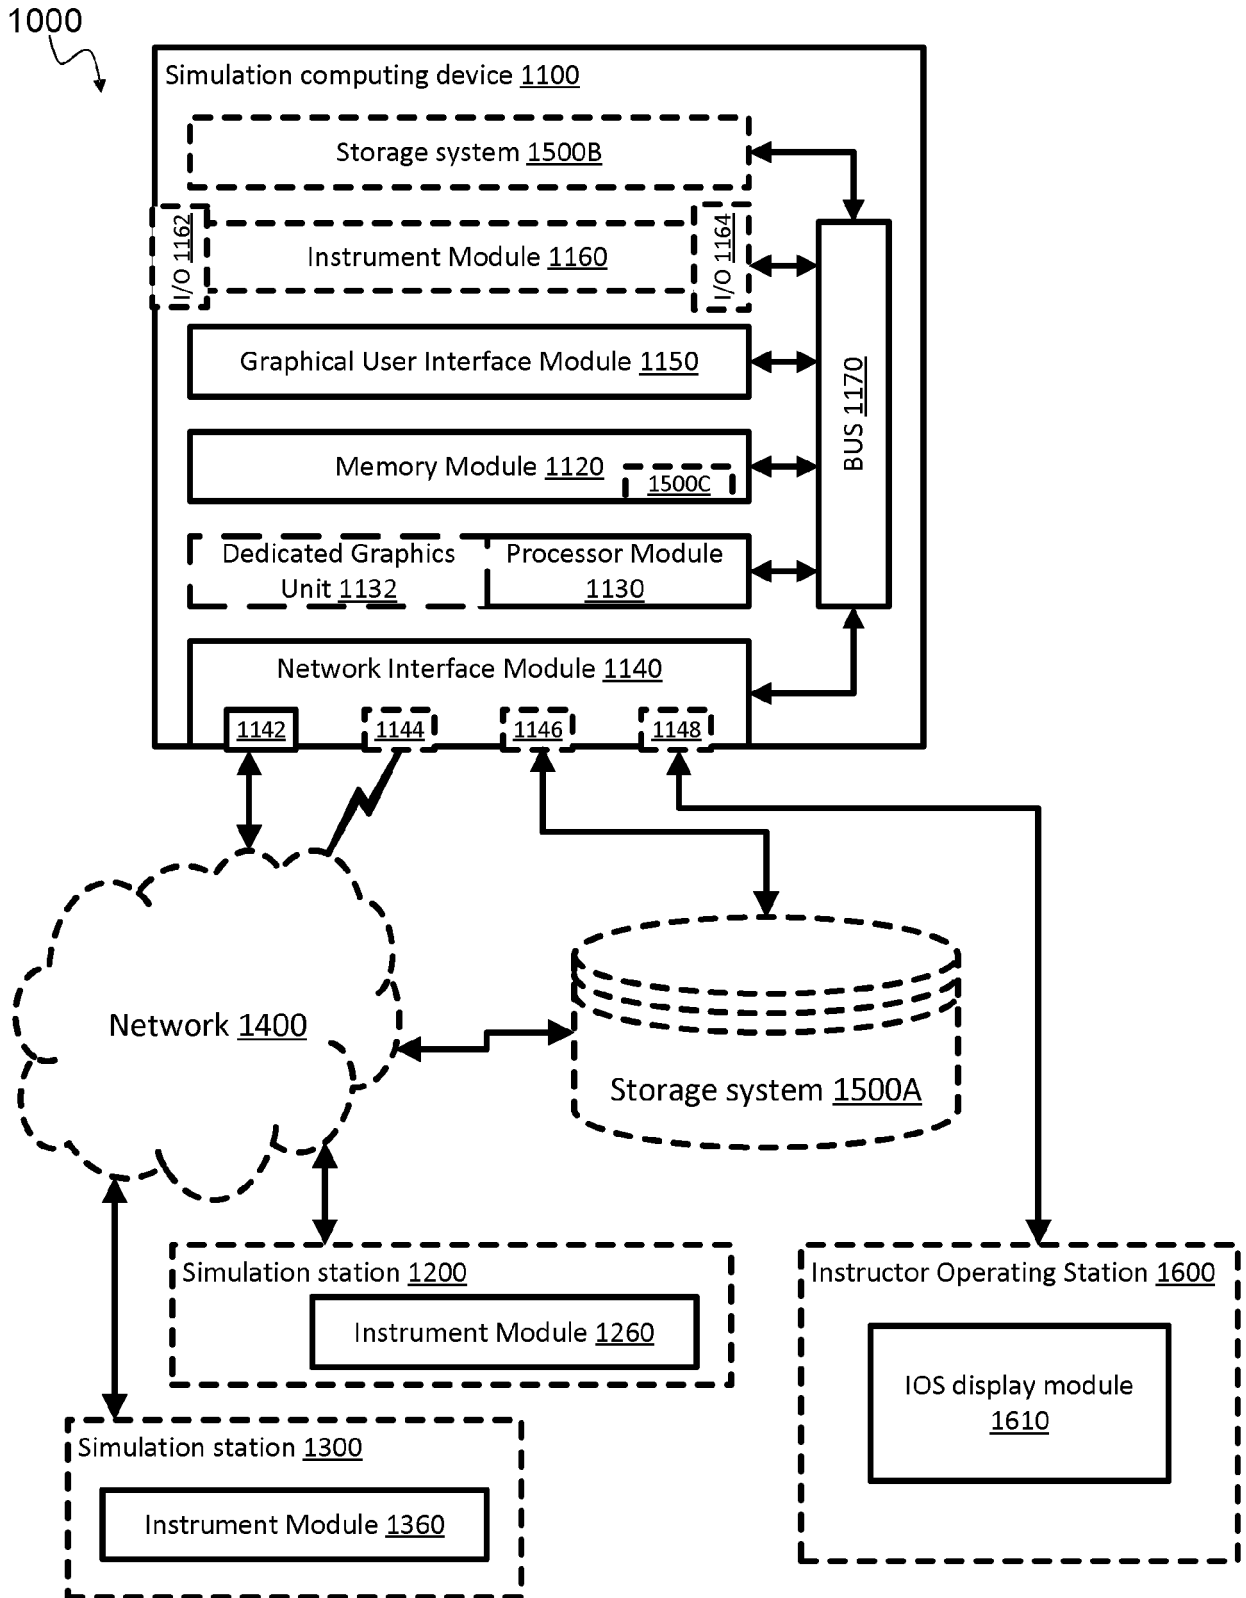 1000
Simulation computing device 1100
Storage system 1500B
I/O 1162
Instrument Module 1160
I/O 1164
Graphical User Interface Module 1150
BUS 1170
Memory Module 1120
1500C
Dedicated Graphics
Unit 1132
Processor Module
1130
Network Interface Module 1140
1142
1144
1146
1148
Network 1400
Storage system 1500A
Simulation station 1200
Instrument Module 1260
Instructor Operating Station 1600
IOS display module
1610
Simulation station 1300
Instrument Module 1360